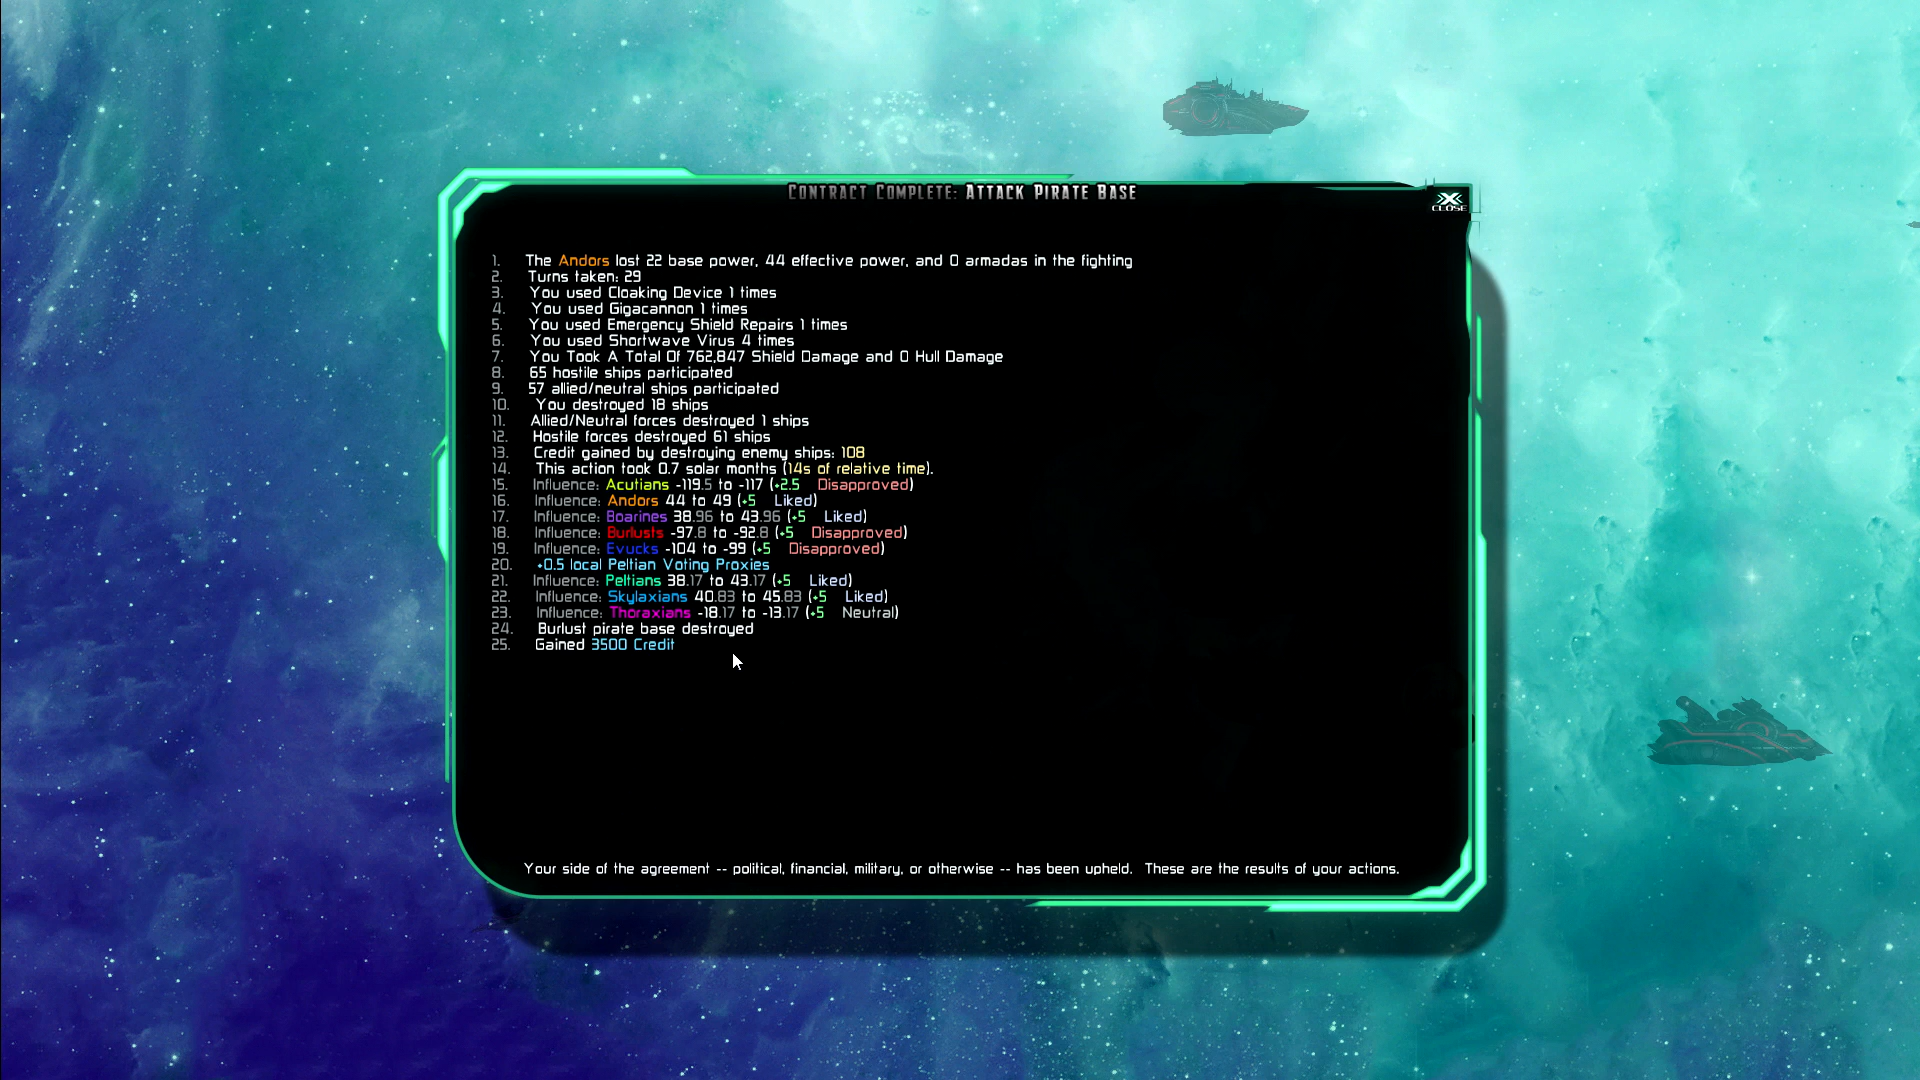 Contract Complete: Attack Pirate Base
CLOSE
1. The Andors lost 22 base power, 44 effective power, and 0 armadas in the fighting
2. Turns taken: 29
3. You used Cloaking Device 1 times
4. You used Gigacannon 1 times
5. You used Emergency Shield Repairs 1 times
6. You used Shortwave Virus 4 times
7. You Took A Total Of 762,847 Shield Damage and 0 Hull Damage
8. 65 hostile ships participated
9. 57 allied/neutral ships participated
10. You destroyed 18 ships
11. Allied/Neutral forces destroyed 1 ships
12. Hostile forces destroyed 61 ships
13. Credit gained by destroying enemy ships: 108
14. This action took 0.7 solar months (14s of relative time).
15. Influence: Acutians -119.5 to -117 (+2.5 Disapproved)
16. Influence: Andors 44 to 49 (+5 Liked)
17. Influence: Boarines 38.96 to 43.96 (+5 Liked)
18. Influence: Burlusts -97.8 to -92.8 (+5 Disapproved)
19. Influence: Evucks -104 to -99 (+5 Disapproved)
20. +0.5 local Peltian Voting Proxies
21. Influence: Peltians 38.17 to 43.17 (+5 Liked)
22. Influence: Skylaxians 40.83 to 45.83 (+5 Liked)
23. Influence: Thoraxians -18.17 to -13.17 (+5 Neutral)
24. Burlust pirate base destroyed
25. Gained 3500 Credit
Your side of the agreement -- political, financial, military, or otherwise -- has been upheld. These are the results of your actions.